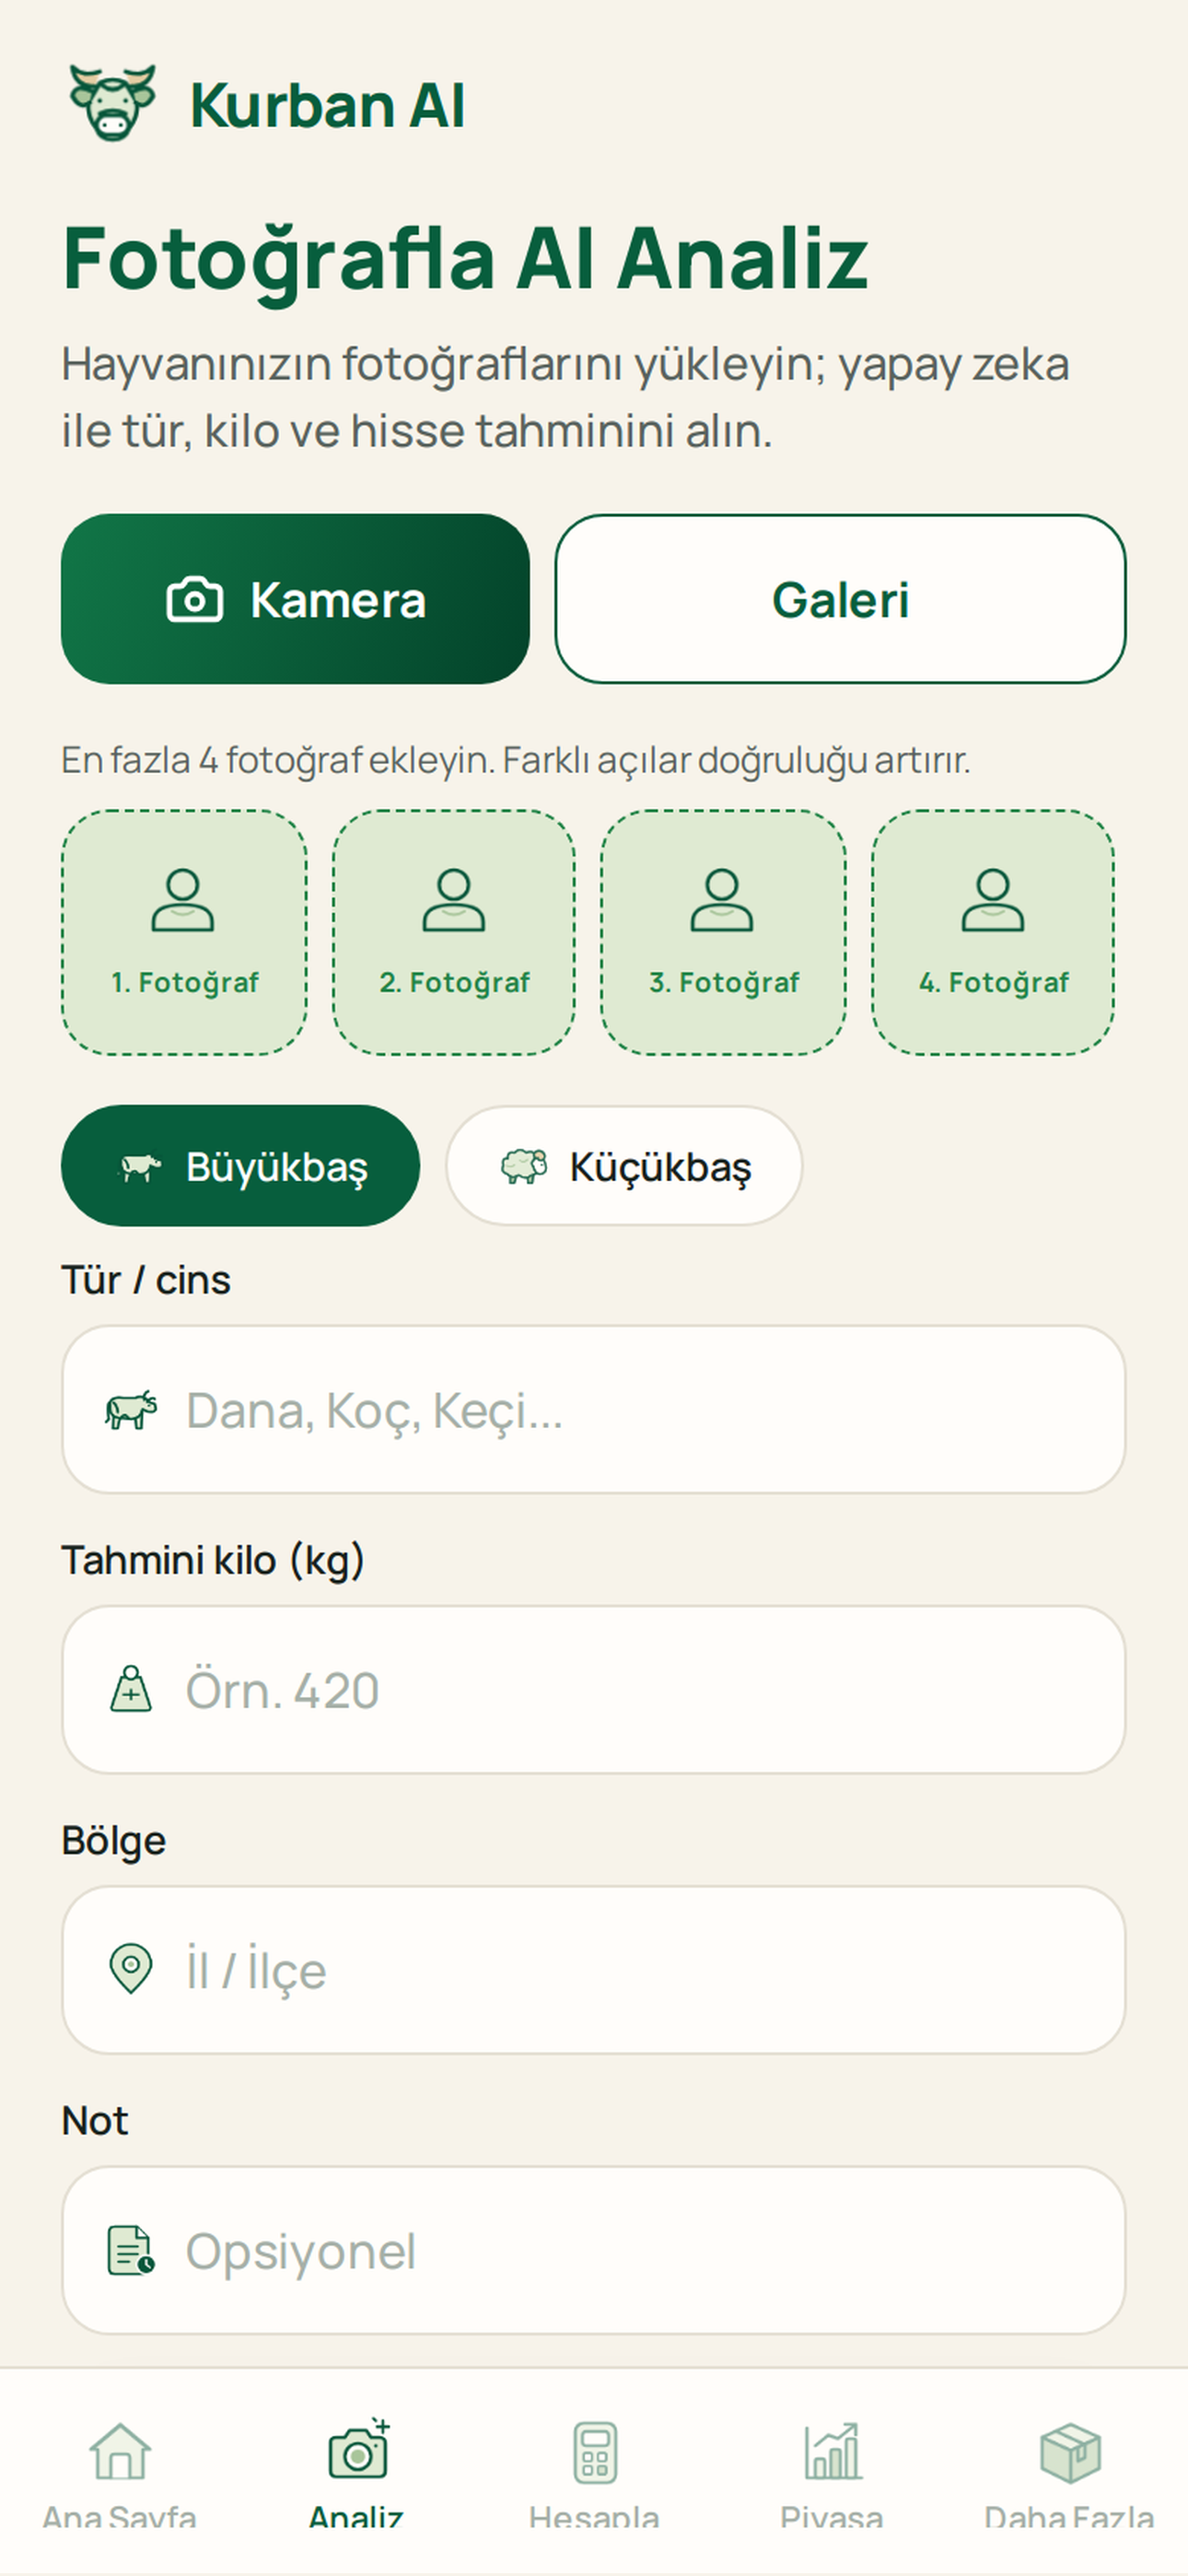 Kurban AI
Fotoğrafla AI Analiz
Hayvanınızın fotoğraflarını yükleyin; yapay zeka
ile tür, kilo ve hisse tahminini alın.
Kamera
Galeri
En fazla 4 fotoğraf ekleyin. Farklı açılar doğruluğu artırır.
1. Fotoğraf
2. Fotoğraf
3. Fotoğraf
4. Fotoğraf
Büyükbaş
Küçükbaş
Tür / cins
Dana, Koç, Keçi...
Tahmini kilo (kg)
Örn. 420
Bölge
İl / İlçe
Not
Opsiyonel
Ana Sayfa
Analiz
Hesapla
Piyasa
Daha Fazla